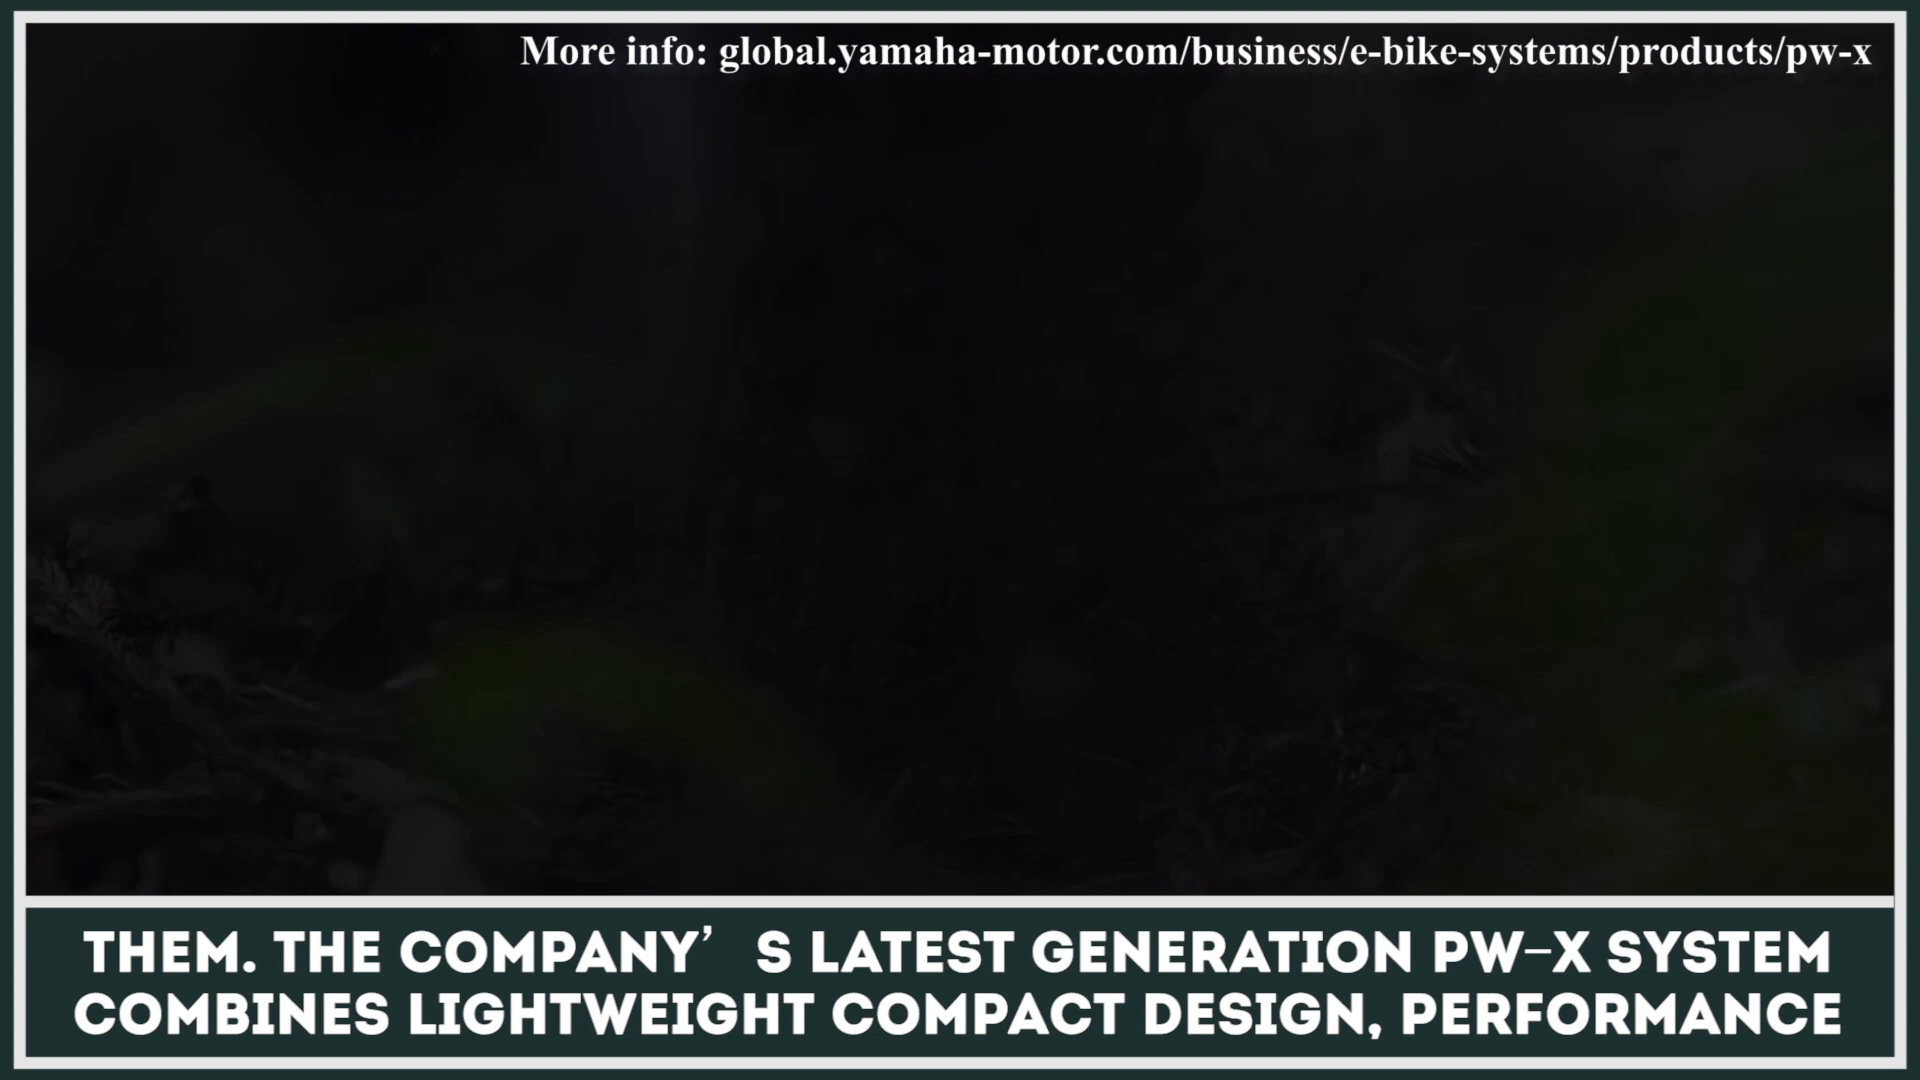 More info: global.yamaha-motor.com/business/e-bike-systems/products/pw-x
THEM. THE COMPANY’S LATEST GENERATION PW–X SYSTEM
COMBINES LIGHTWEIGHT COMPACT DESIGN, PERFORMANCE